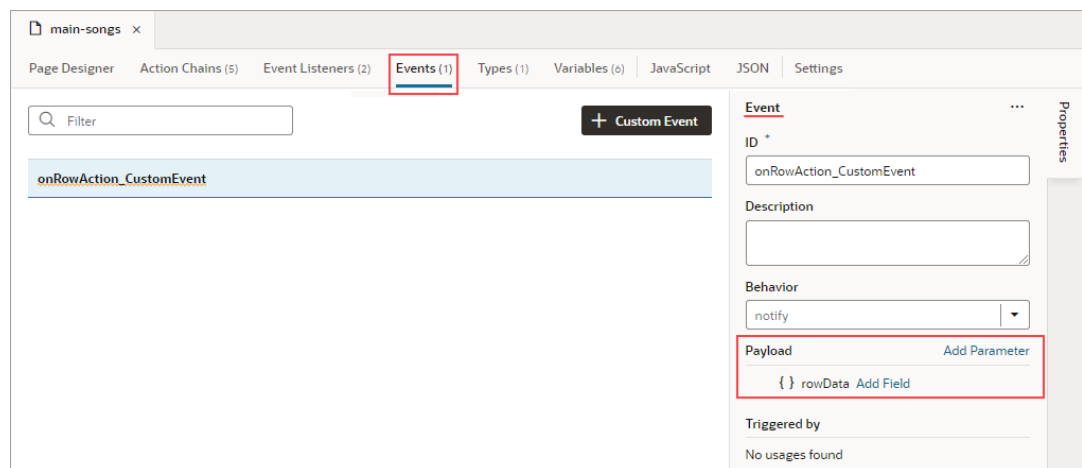 main-songs ×
Page Designer Action Chains (5) Event Listeners (2) Events (1) Types (1) Variables (6) JavaScript JSON Settings
Filter
+ Custom Event
onRowAction_CustomEvent
Event ...
ID *
onRowAction_CustomEvent
Description
Behavior
notify
Payload Add Parameter
{ } rowData Add Field
Triggered by
No usages found
Properties